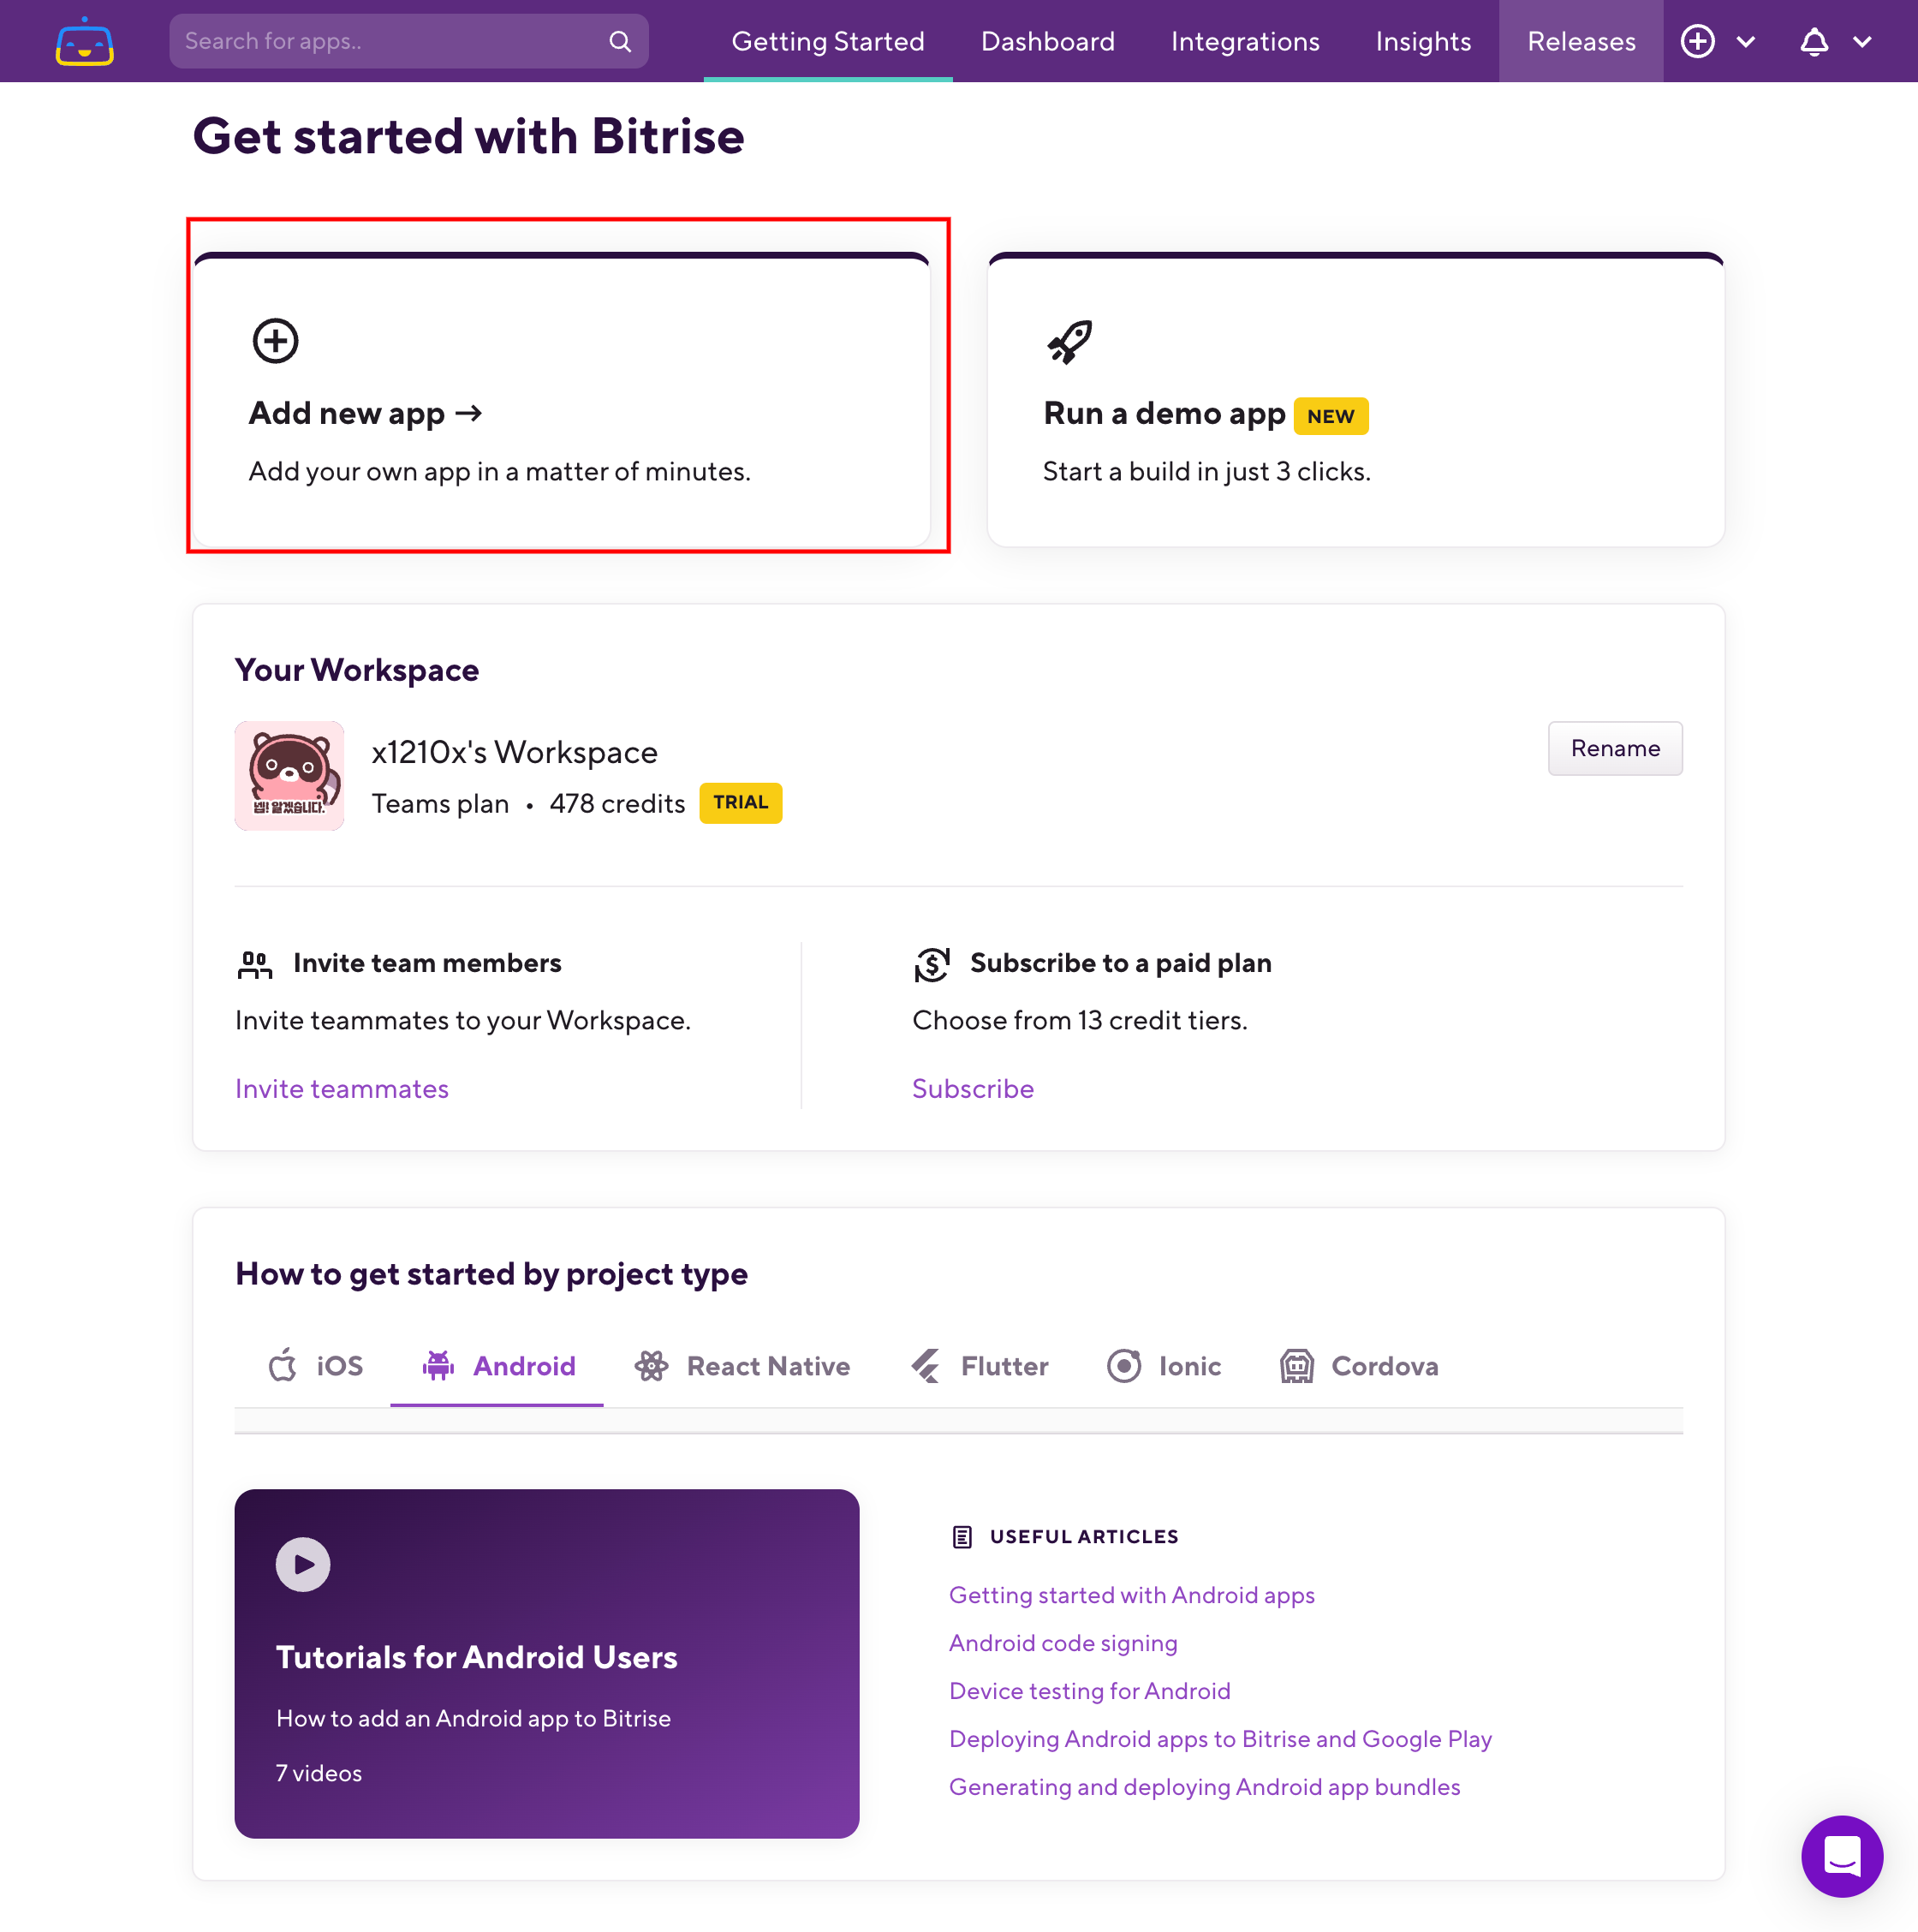 Search for apps..
Getting Started
Dashboard
Integrations
Insights
Releases
Get started with Bitrise
Add new app →
Add your own app in a matter of minutes.
Run a demo app NEW
Start a build in just 3 clicks.
Your Workspace
넵! 알겠습니다.
x1210x's Workspace
Teams plan • 478 credits TRIAL
Rename
Invite team members
Invite teammates to your Workspace.
Invite teammates
Subscribe to a paid plan
Choose from 13 credit tiers.
Subscribe
How to get started by project type
iOS
Android
React Native
Flutter
Ionic
Cordova
Tutorials for Android Users
How to add an Android app to Bitrise
7 videos
USEFUL ARTICLES
Getting started with Android apps
Android code signing
Device testing for Android
Deploying Android apps to Bitrise and Google Play
Generating and deploying Android app bundles